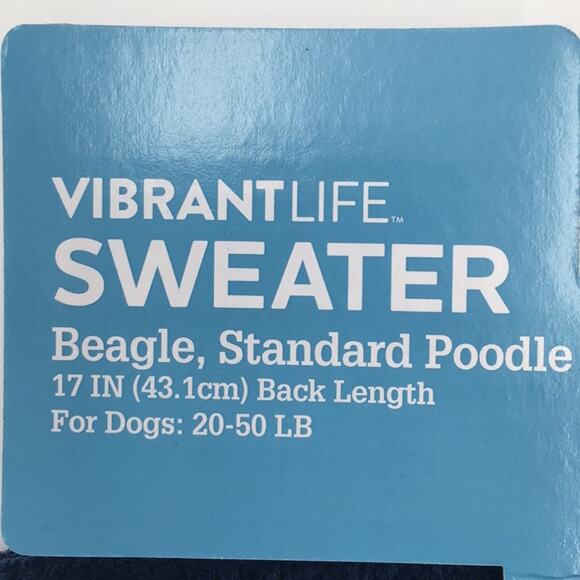 VIBRANTLIFE™
SWEATER
Beagle, Standard Poodle
17 IN (43.1cm) Back Length
For Dogs: 20-50 LB